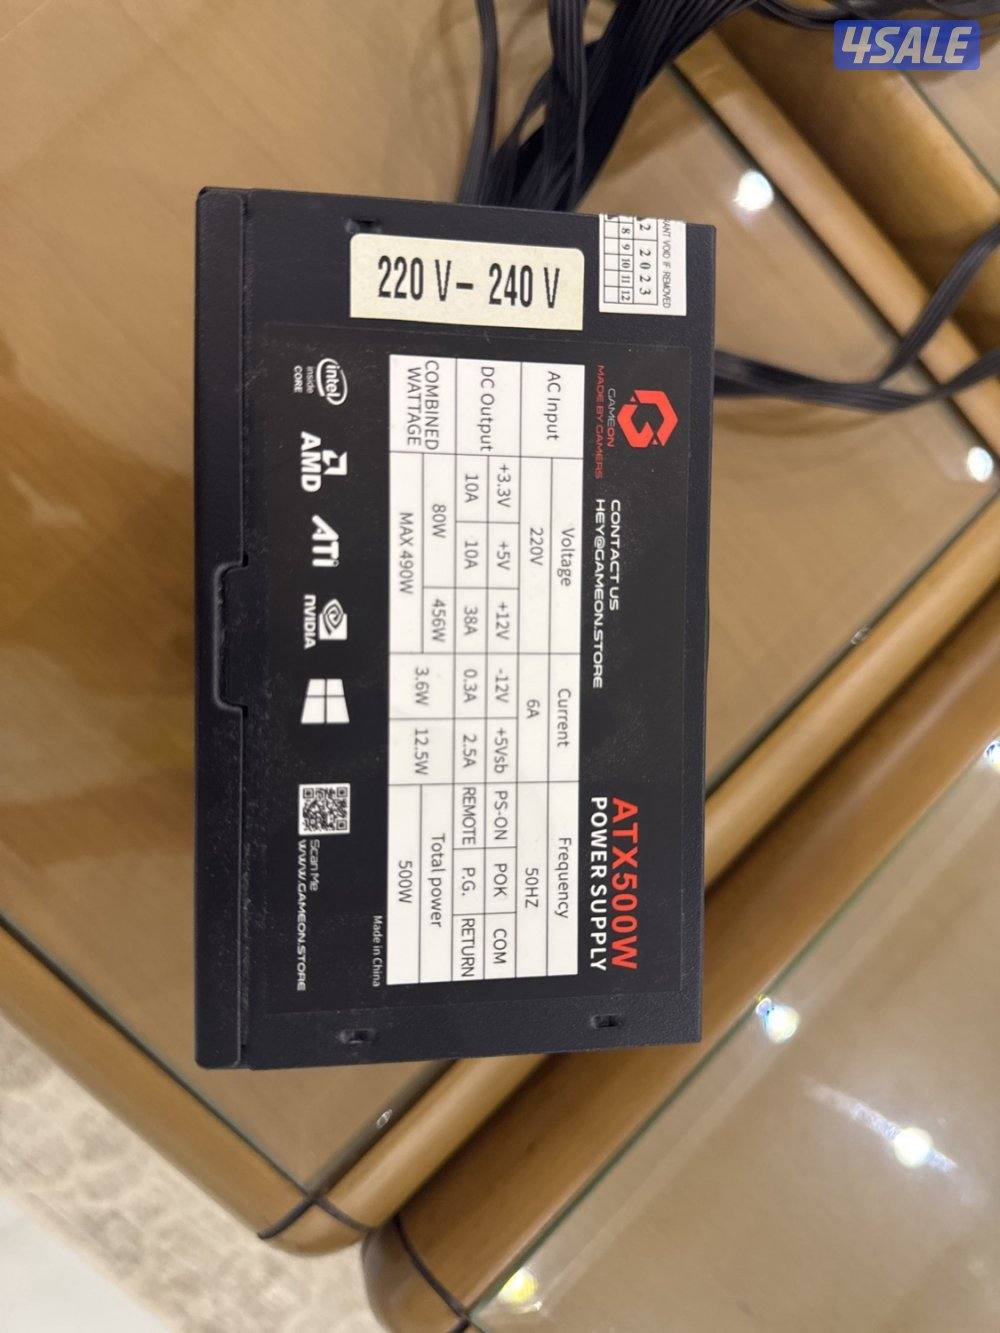 4SALE
RANT VOID IF REMOVED
2 2023
8 9 10 11 12
220 V- 240 V
GAMEON
MADE BY GAMERS
CONTACT US
HEY@GAMEON.STORE
ATX500W
POWER SUPPLY
AC Input Voltage Current Frequency
220V 6A 50HZ
DC Output +3.3V +5V +12V -12V +5Vsb PS-ON POK COM
10A 10A 38A 0.3A 2.5A REMOTE P.G. RETURN
COMBINED WATTAGE 80W 456W 3.6W 12.5W Total power
MAX 490W 500W
Made in China
intel inside CORE
AMD
ATi
NVIDIA
Scan Me
WWW.GAMEON.STORE